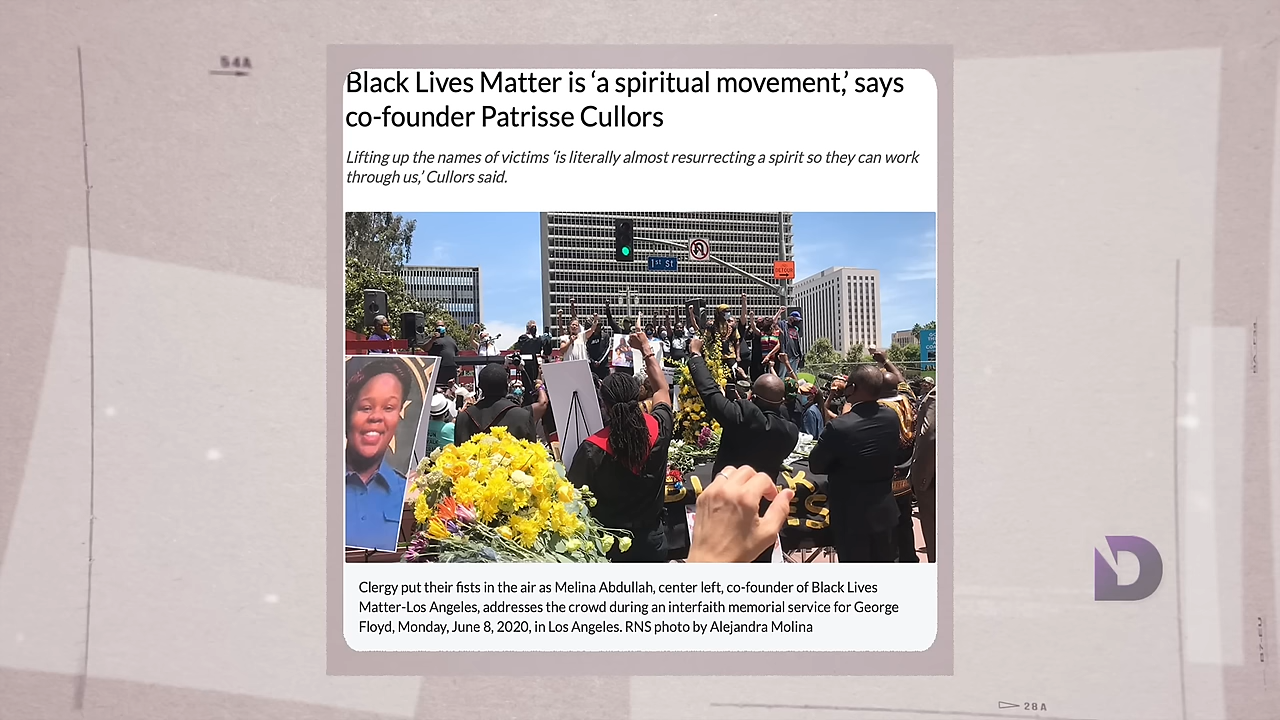 54A
Black Lives Matter is ‘a spiritual movement,’ says
co-founder Patrisse Cullors
Lifting up the names of victims ‘is literally almost resurrecting a spirit so they can work
through us,’ Cullors said.
1st St
DETOUR
Clergy put their fists in the air as Melina Abdullah, center left, co-founder of Black Lives
Matter-Los Angeles, addresses the crowd during an interfaith memorial service for George
Floyd, Monday, June 8, 2020, in Los Angeles. RNS photo by Alejandra Molina
D
28A